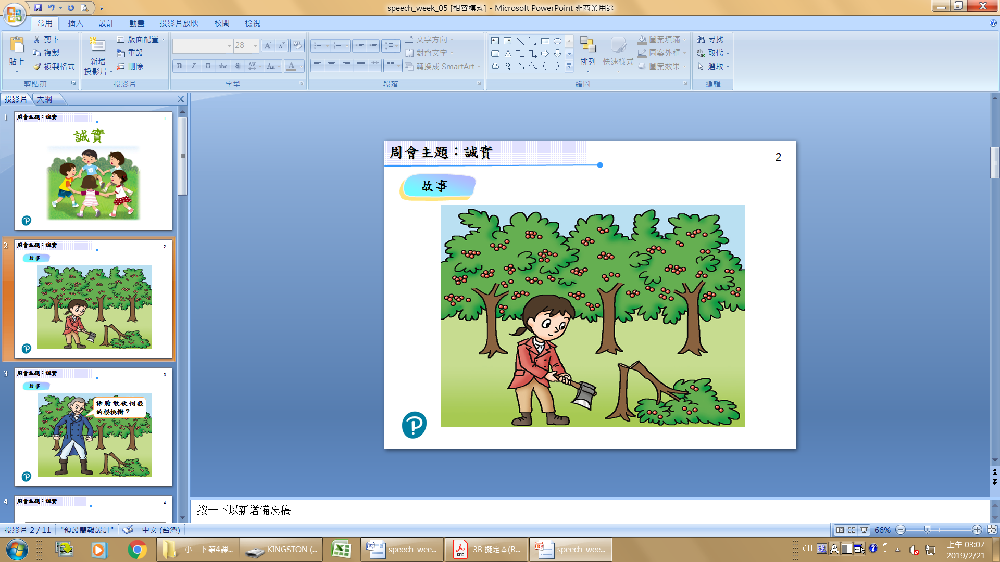 speech_week_05 [相容模式] - Microsoft PowerPoint 非商業用途
常用 插入 設計 動畫 投影片放映 校閱 檢視
貼上
剪下
複製
複製格式
剪貼簿
新增
投影片
版面配置
重設
刪除
投影片
28
B I U abc S AV Aa A
字型
文字方向
對齊文字
轉換成 SmartArt
段落
排列
快速樣式
圖案填滿
圖案外框
圖案效果
繪圖
尋找
取代
選取
編輯
投影片 大綱
1
周會主題：誠實
1
誠實
2
周會主題：誠實
2
故事
3
周會主題：誠實
3
故事
誰膽敢砍倒我
的櫻桃樹？
4
周會主題：誠實
4
周會主題：誠實
2
故事
按一下以新增備忘稿
投影片 2 / 11 "預設簡報設計" 中文 (台灣) 66%
小二下第4課... KINGSTON (... speech_wee... 3B 擬定本(R... speech_wee...
CH
上午 03:07
2019/2/21